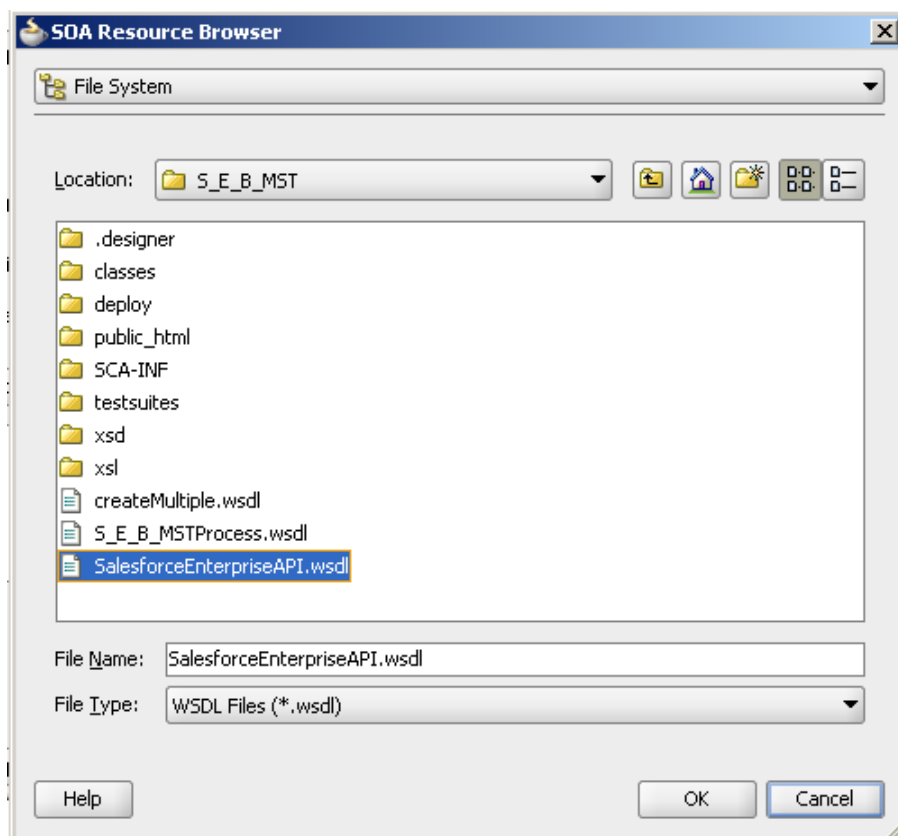 SOA Resource Browser
File System
Location: S_E_B_MST
.designer
classes
deploy
public_html
SCA-INF
testsuites
xsd
xsl
createMultiple.wsdl
S_E_B_MSTProcess.wsdl
SalesforceEnterpriseAPI.wsdl
File Name: SalesforceEnterpriseAPI.wsdl
File Type: WSDL Files (*.wsdl)
Help OK Cancel